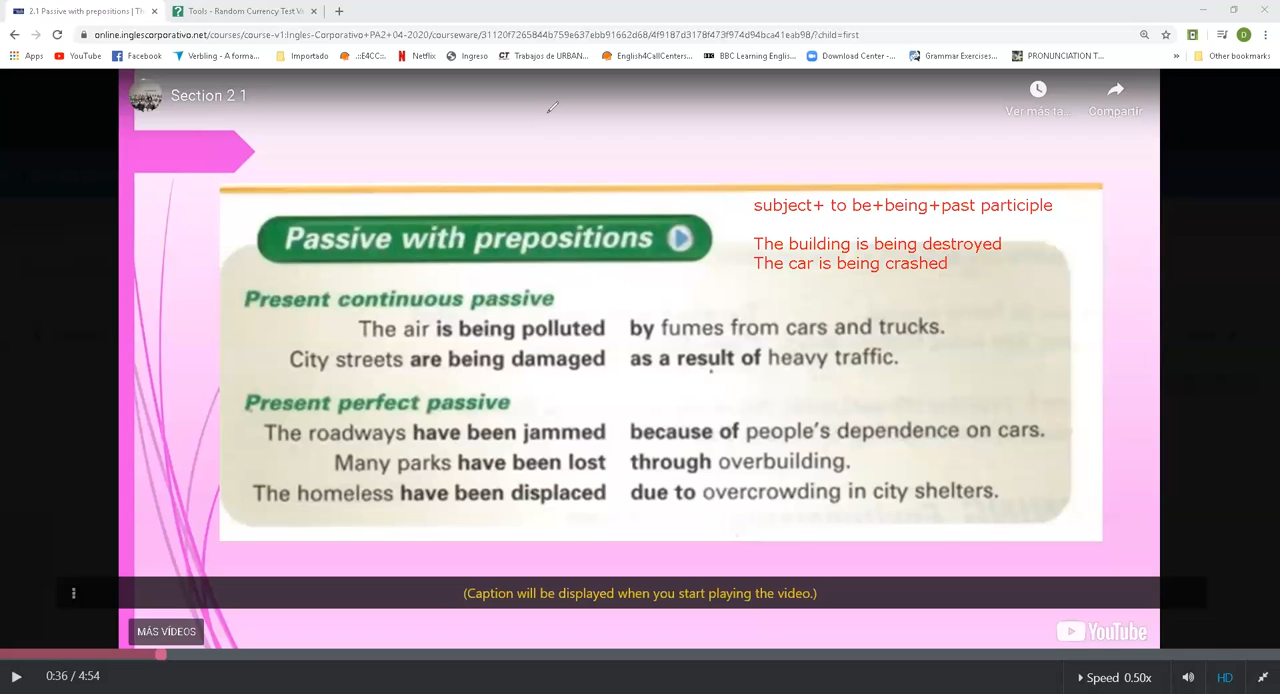 2.1 Passive with prepositions | Th
Tools - Random Currency Test Va
online.inglescorporativo.net/courses/course-v1:Ingles-Corporativo+PA2+04-2020/courseware/31120f7265844b759e637ebb91662d68/4f9187d3178f473f974d94bca41eab98/?child=first
D
Apps YouTube Facebook Verbling - A forma... Importado .::E4CC::. Netflix Ingreso Trabajos de URBAN... English4CallCenters... BBC Learning Englis... Download Center -... Grammar Exercises... PRONUNCIATION T... » Other bookmarks
Section 2 1
Ver más ta...
Compartir
subject+ to be+being+past participle
Passive with prepositions
The building is being destroyed
The car is being crashed
Present continuous passive
The air is being polluted by fumes from cars and trucks.
City streets are being damaged as a result of heavy traffic.
Present perfect passive
The roadways have been jammed because of people's dependence on cars.
Many parks have been lost through overbuilding.
The homeless have been displaced due to overcrowding in city shelters.
(Caption will be displayed when you start playing the video.)
MÁS VÍDEOS
YouTube
0:36 / 4:54
Speed 0.50x
HD